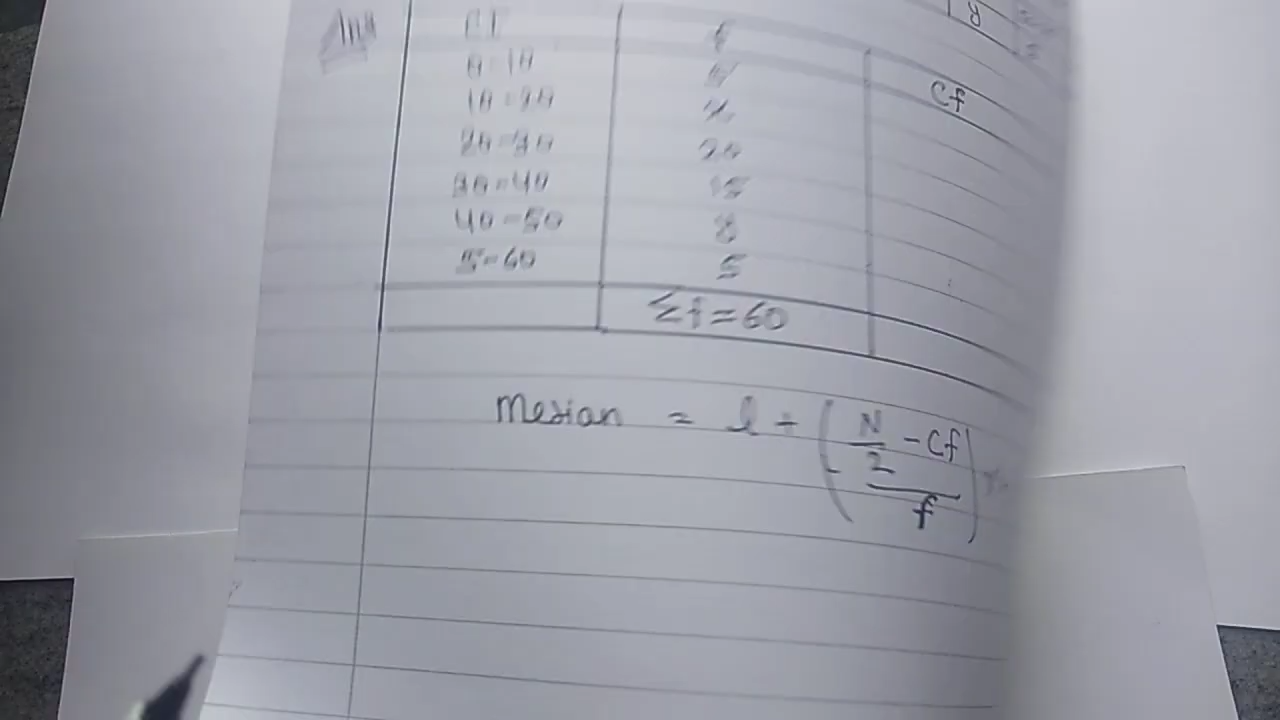 CI f Cf
0-10 5
10-20 x
20-30 20
30-40 15
40-50 8
5-60 5
Σf=60
Median = l + (N/2 - Cf / f) ×